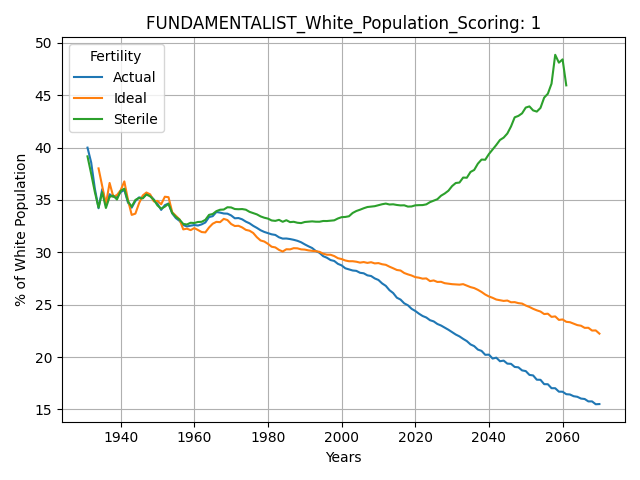 FUNDAMENTALIST_White_Population_Scoring: 1
Fertility
Actual
Ideal
Sterile
% of White Population
50
45
40
35
30
25
20
15
1940 1960 1980 2000 2020 2040 2060
Years